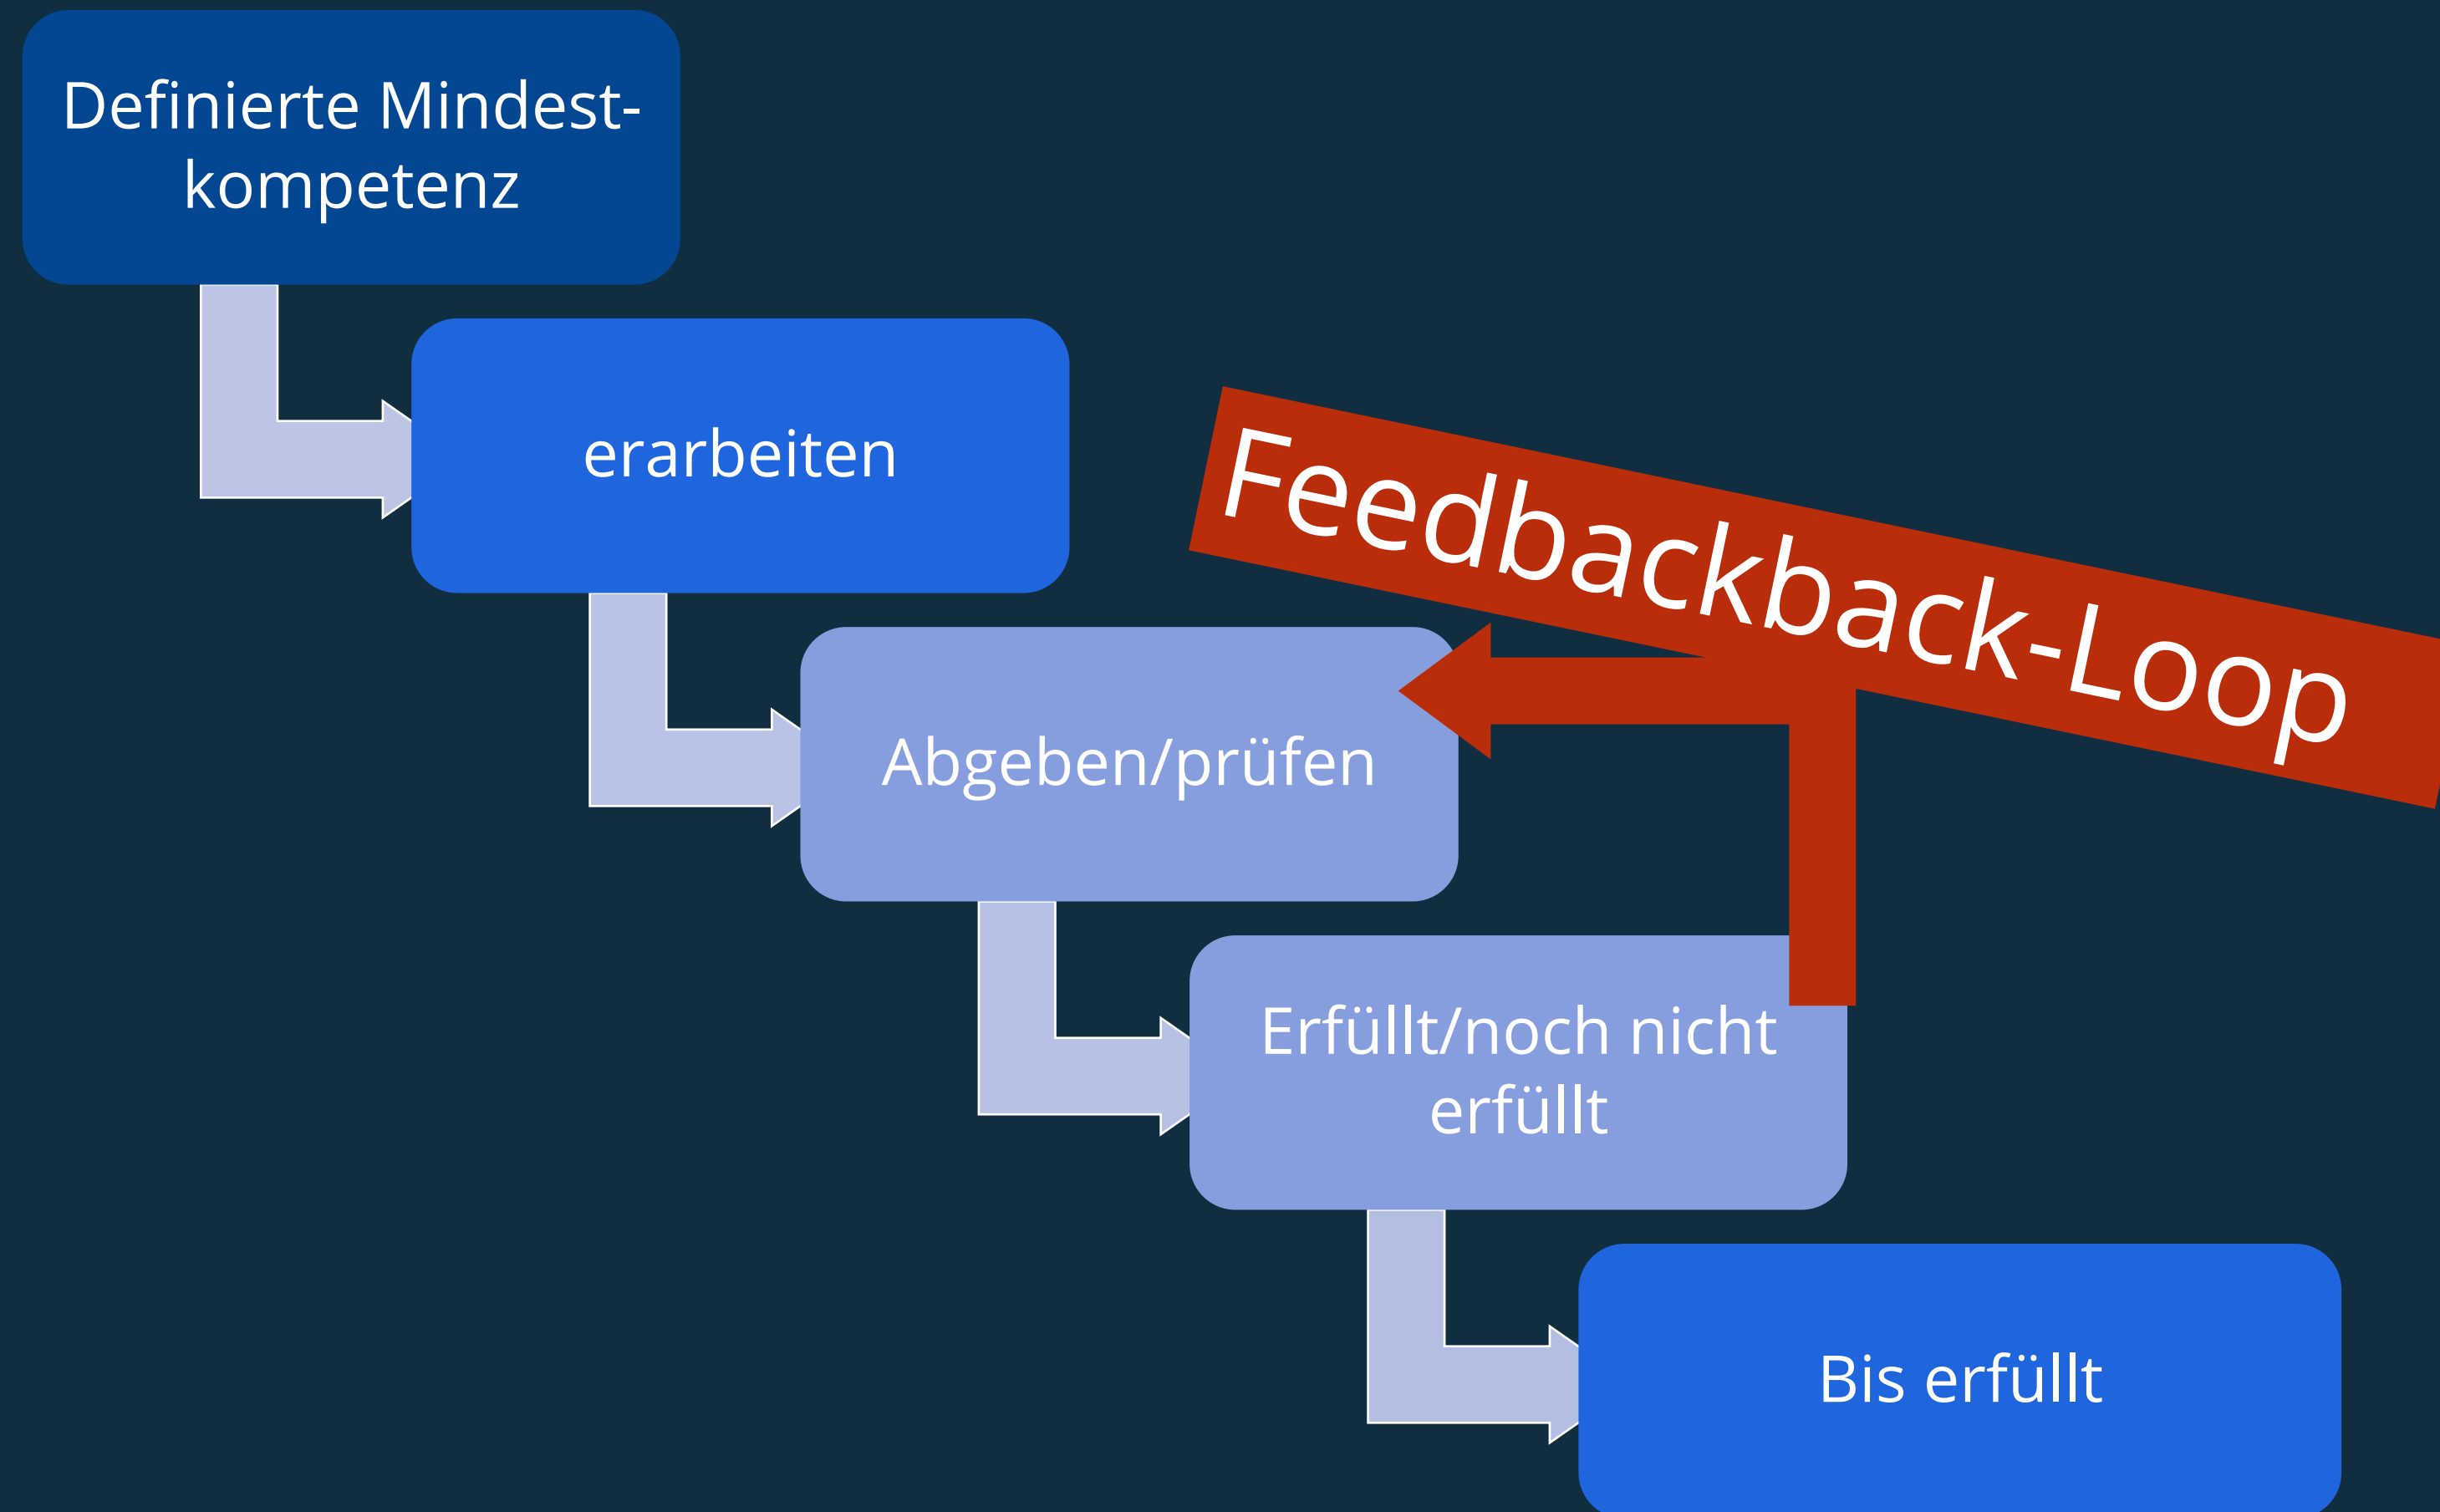 Definierte Mindest-
kompetenz
erarbeiten
Feedbackback-Loop
Abgeben/prüfen
Erfüllt/noch nicht
erfüllt
Bis erfüllt